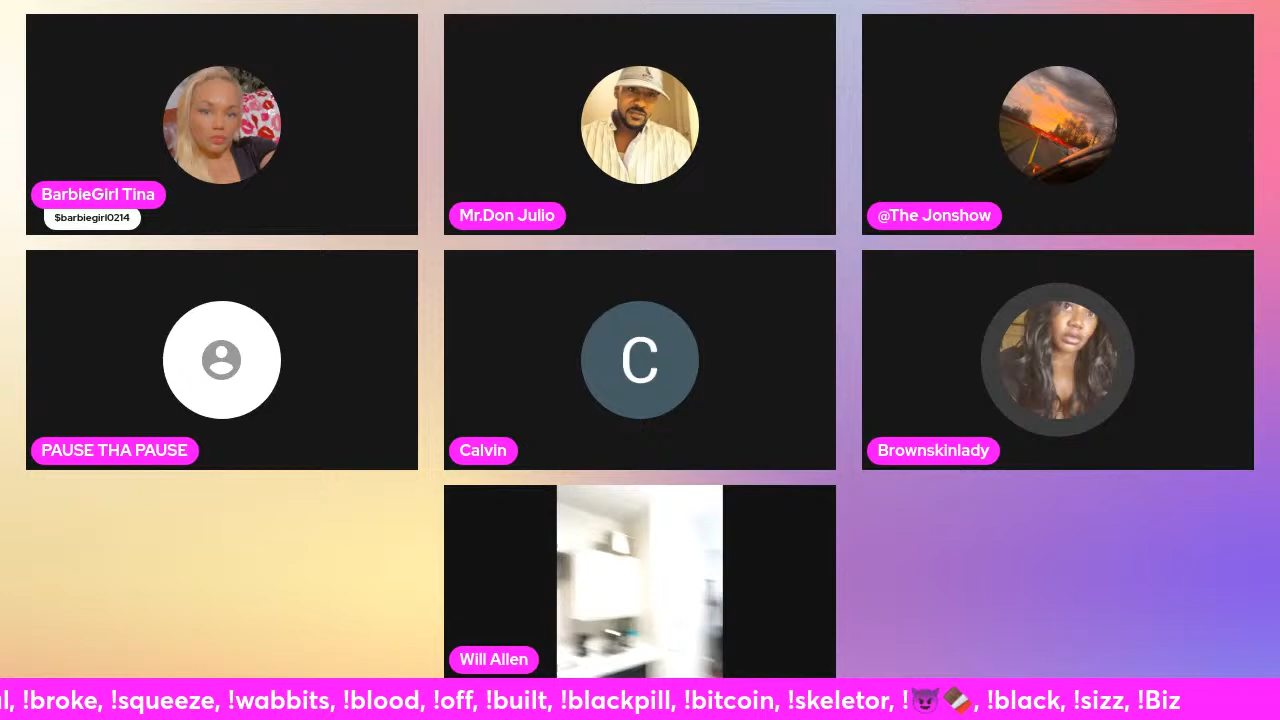 BarbieGirl Tina
$barbiegirl0214
Mr.Don Julio
@The Jonshow
PAUSE THA PAUSE
C
Calvin
Brownskinlady
Will Allen
!broke, !squeeze, !wabbits, !blood, !off, !built, !blackpill, !bitcoin, !skeletor, !😈🍫, !black, !sizz, !Biz